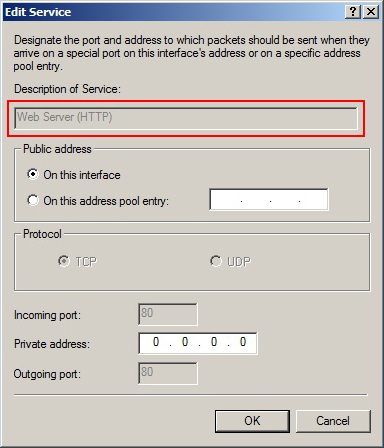 Edit Service
Designate the port and address to which packets should be sent when they
arrive on a special port on this interface's address or on a specific address
pool entry.
Description of Service:
Web Server (HTTP)
Public address
On this interface
On this address pool entry: . . .
Protocol
TCP UDP
Incoming port: 80
Private address: 0 . 0 . 0 . 0
Outgoing port: 80
OK Cancel